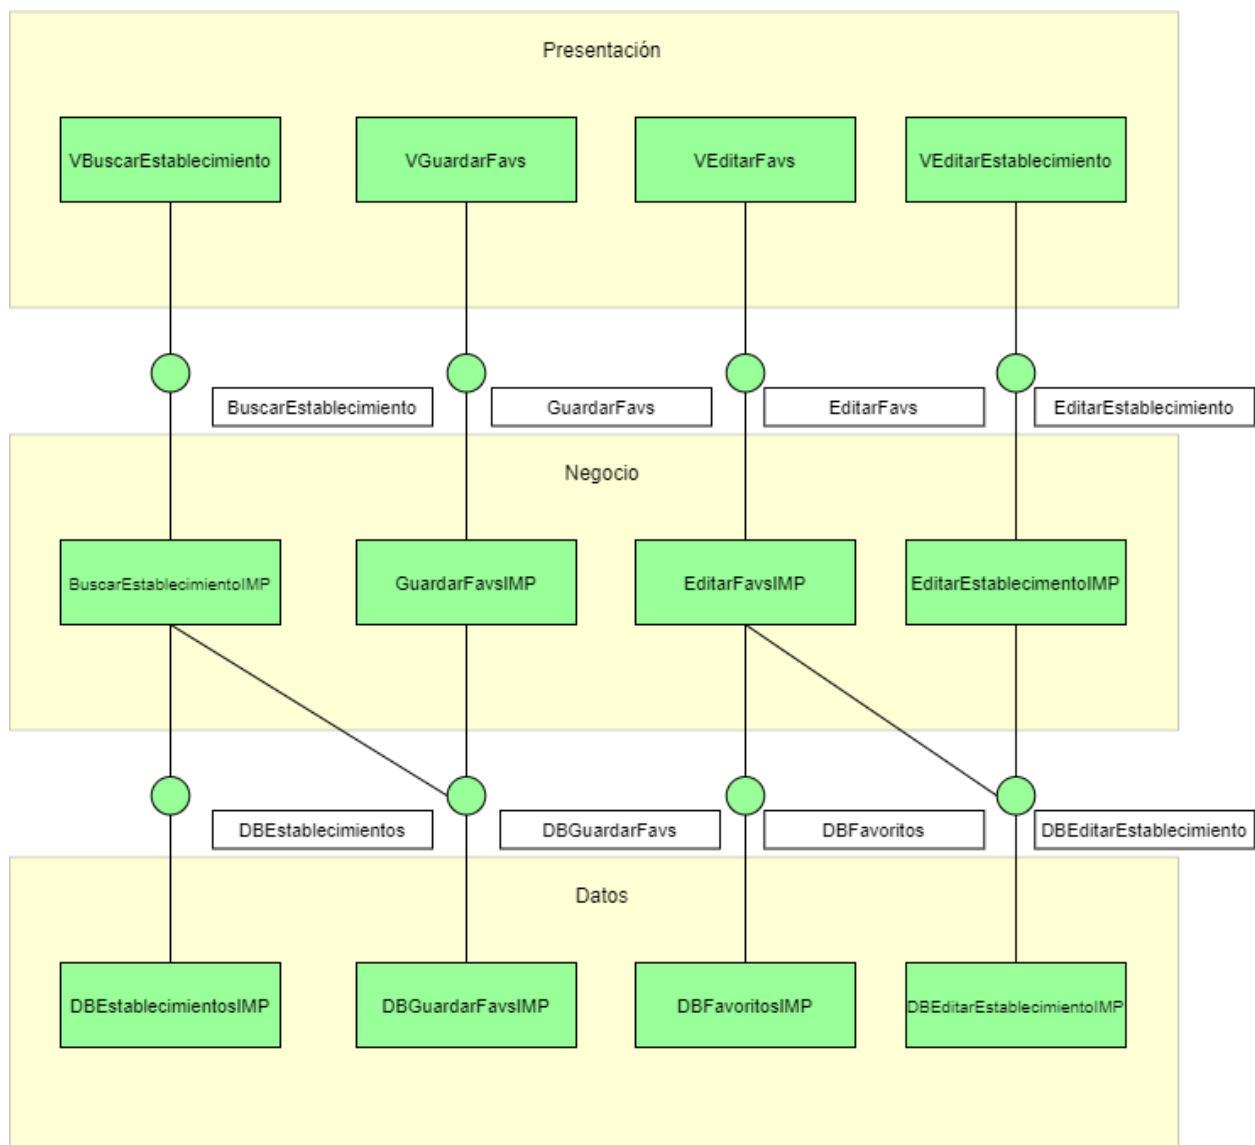 Presentación
VBuscarEstablecimiento
VGuardarFavs
VEditarFavs
VEditarEstablecimiento
BuscarEstablecimiento
GuardarFavs
EditarFavs
EditarEstablecimiento
Negocio
BuscarEstablecimientoIMP
GuardarFavsIMP
EditarFavsIMP
EditarEstablecimentoIMP
DBEstablecimientos
DBGuardarFavs
DBFavoritos
DBEditarEstablecimiento
Datos
DBEstablecimientosIMP
DBGuardarFavsIMP
DBFavoritosIMP
DBEditarEstablecimientoIMP